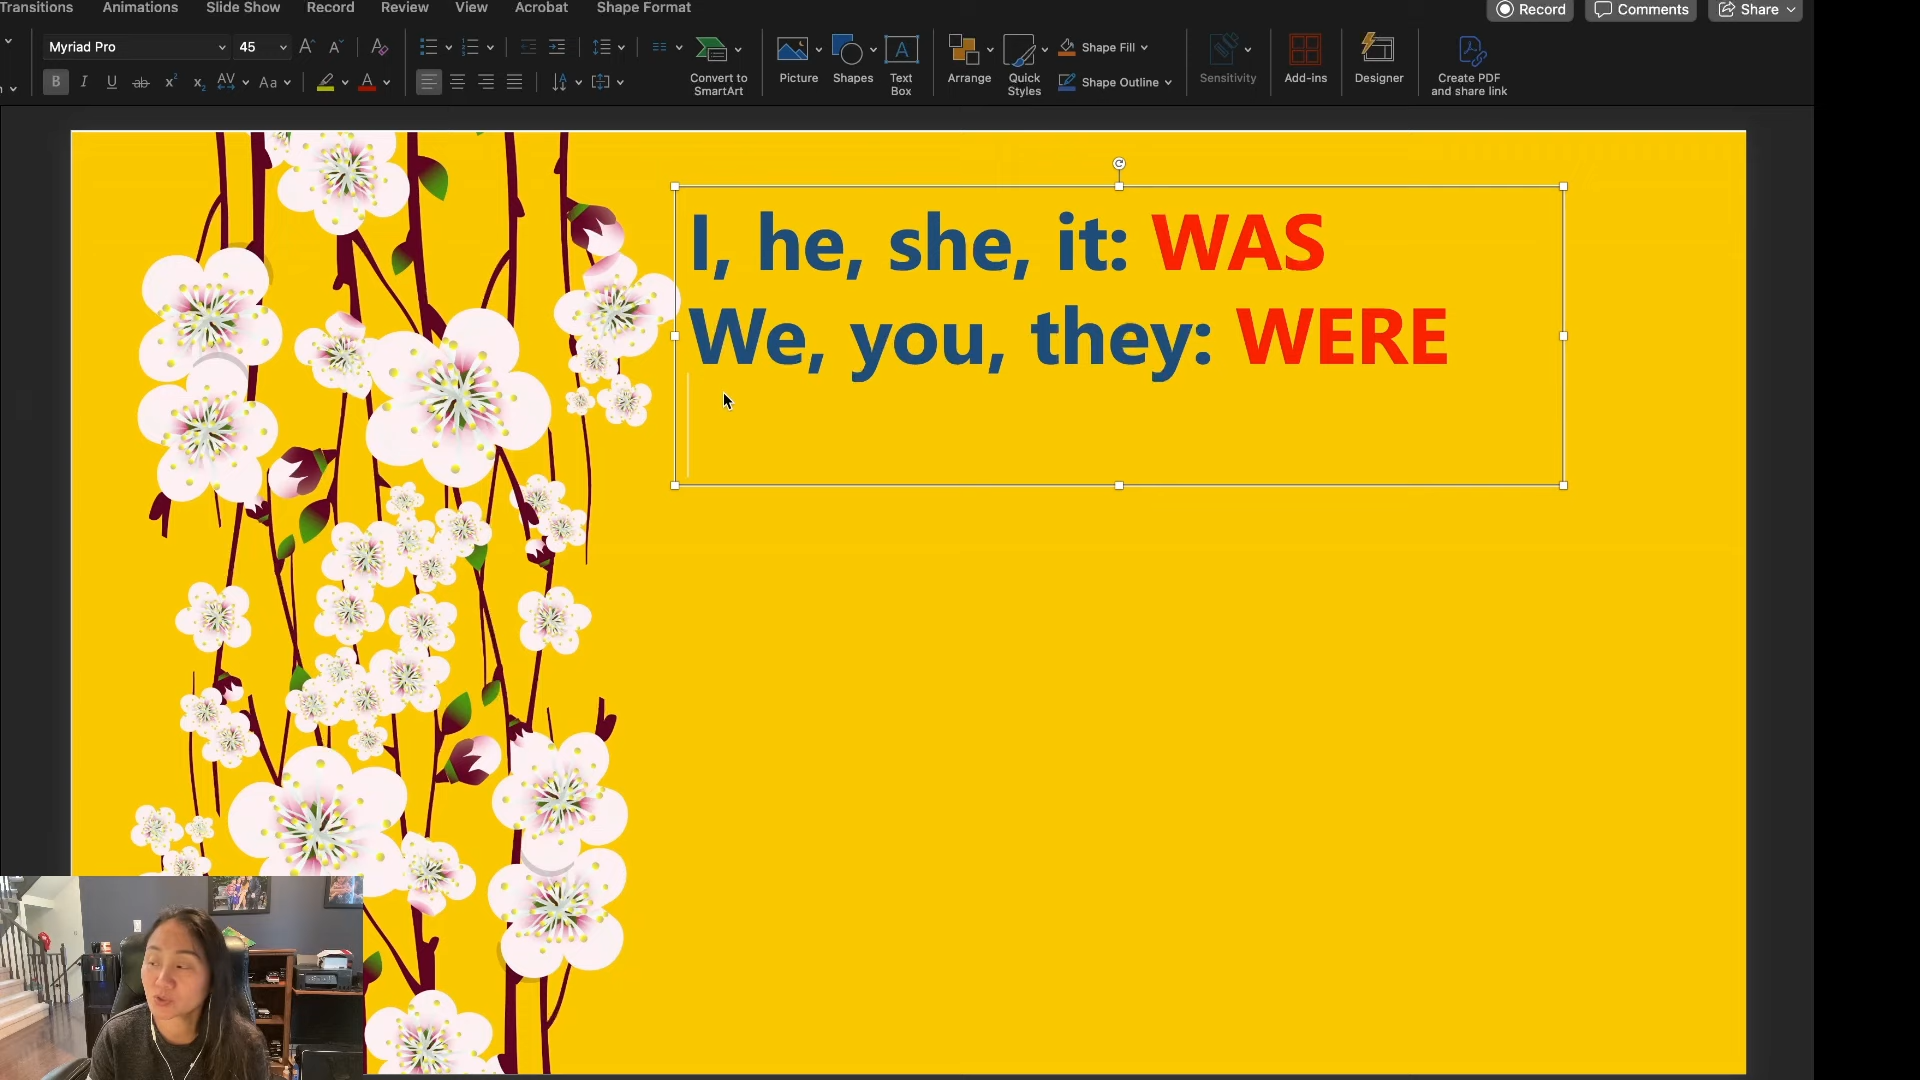 Transitions Animations Slide Show Record Review View Acrobat Shape Format
Record Comments Share
Myriad Pro 45
Convert to SmartArt
Picture Shapes Text Box
Arrange Quick Styles
Shape Fill
Shape Outline
Sensitivity Add-ins Designer Create PDF and share link
I, he, she, it: WAS
We, you, they: WERE